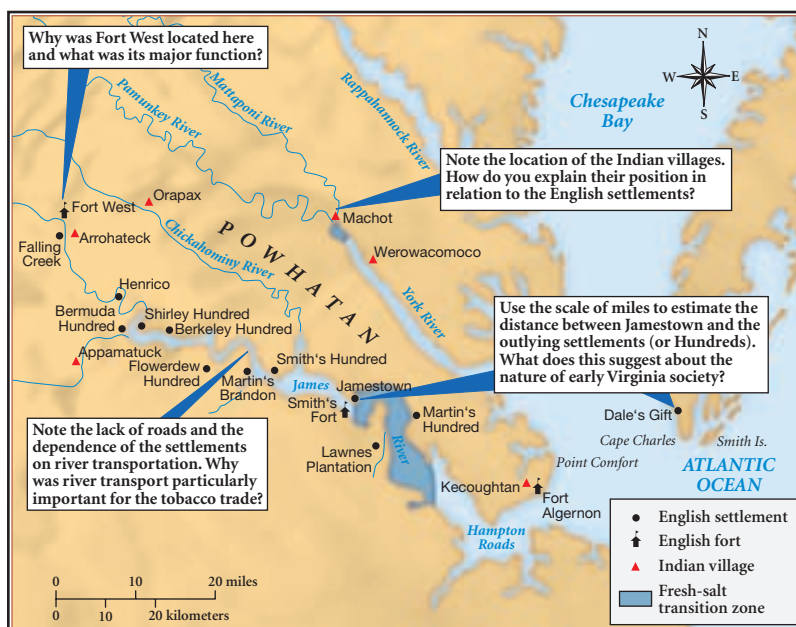 Why was Fort West located here
and what was its major function?
N
W
E
S
Chesapeake
Bay
Pamunkey River
Mattaponi River
Rappahannock
River
Note the location of the Indian villages.
How do you explain their position in
relation to the English settlements?
Orapax
Fort West
Machot
Arrohateck
Falling
Creek
Chickahominy River
POWHATAN
Werowacomoco
York River
Henrico
Bermuda
Hundred
Shirley Hundred
Berkeley Hundred
Use the scale of miles to estimate the
distance between Jamestown and the
outlying settlements (or Hundreds).
What does this suggest about the
nature of early Virginia society?
Appamatuck
Flowerdew
Hundred
Martin's
Brandon
Smith's Hundred
James
River
Jamestown
Smith's
Fort
Martin's
Hundred
Lawnes
Plantation
Dale's Gift
Cape Charles
Smith Is.
Note the lack of roads and the
dependence of the settlements
on river transportation. Why
was river transport particularly
important for the tobacco trade?
Point Comfort
ATLANTIC
OCEAN
Kecoughtan
Fort
Algernon
Hampton
Roads
English settlement
English fort
Indian village
Fresh-salt
transition zone
0 10 20 miles
0 10 20 kilometers